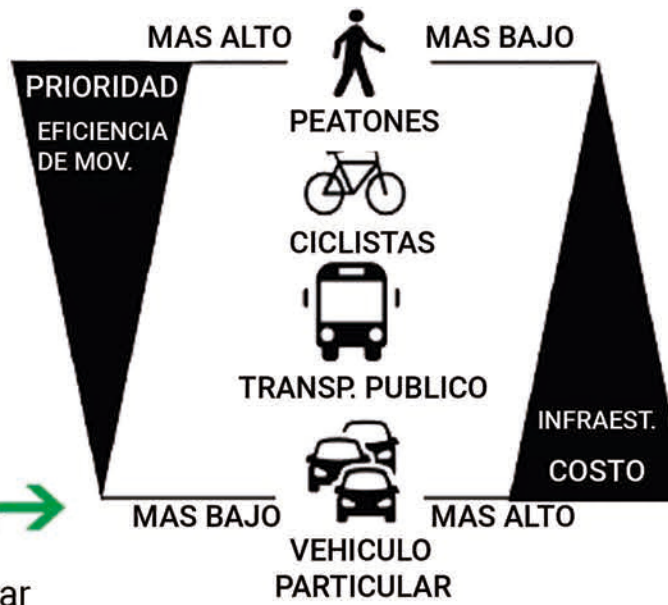 MAS ALTO
MAS BAJO
PRIORIDAD
EFICIENCIA
DE MOV.
PEATONES
CICLISTAS
TRANSP. PUBLICO
INFRAEST.
COSTO
MAS BAJO
MAS ALTO
VEHICULO
PARTICULAR
ar